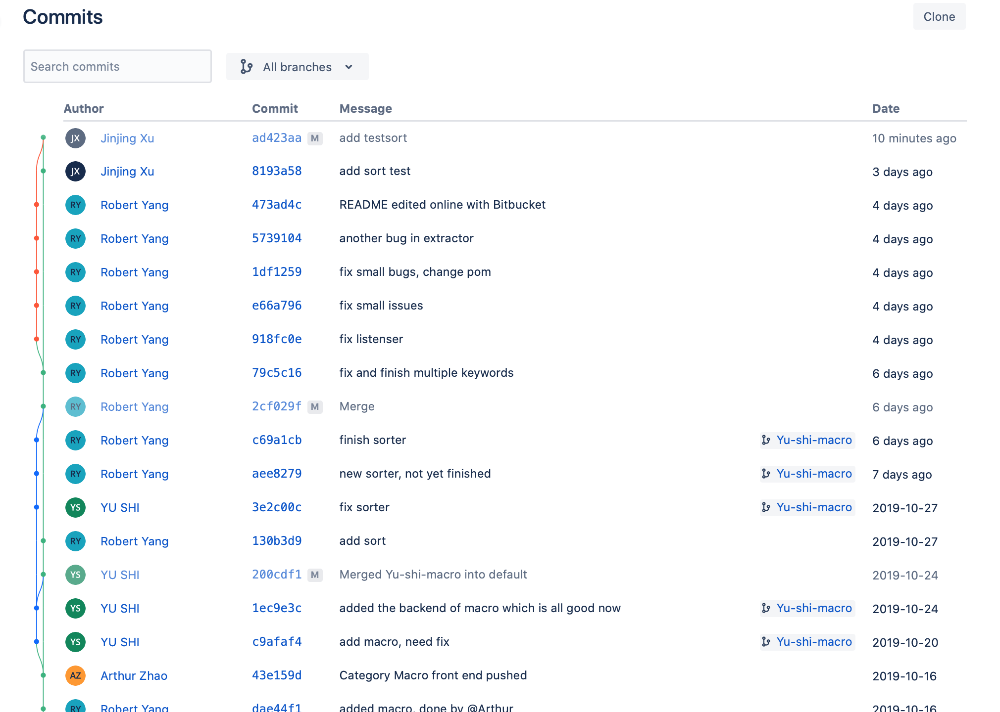 Commits
Clone
Search commits
All branches
Author Commit Message Date
JX Jinjing Xu ad423aa M add testsort 10 minutes ago
JX Jinjing Xu 8193a58 add sort test 3 days ago
RY Robert Yang 473ad4c README edited online with Bitbucket 4 days ago
RY Robert Yang 5739104 another bug in extractor 4 days ago
RY Robert Yang 1df1259 fix small bugs, change pom 4 days ago
RY Robert Yang e66a796 fix small issues 4 days ago
RY Robert Yang 918fc0e fix listenser 4 days ago
RY Robert Yang 79c5c16 fix and finish multiple keywords 6 days ago
RY Robert Yang 2cf029f M Merge 6 days ago
RY Robert Yang c69a1cb finish sorter Yu-shi-macro 6 days ago
RY Robert Yang aee8279 new sorter, not yet finished Yu-shi-macro 7 days ago
YS YU SHI 3e2c00c fix sorter Yu-shi-macro 2019-10-27
RY Robert Yang 130b3d9 add sort 2019-10-27
YS YU SHI 200cdf1 M Merged Yu-shi-macro into default 2019-10-24
YS YU SHI 1ec9e3c added the backend of macro which is all good now Yu-shi-macro 2019-10-24
YS YU SHI c9afaf4 add macro, need fix Yu-shi-macro 2019-10-20
AZ Arthur Zhao 43e159d Category Macro front end pushed 2019-10-16
RY Robert Yang dae44f1 added macro, done by @Arthur 2019-10-16